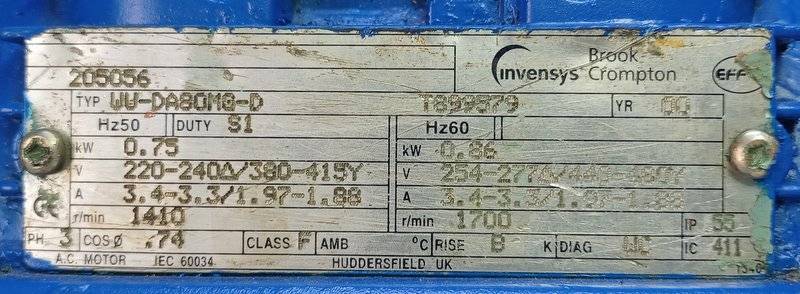 205056
invensys Brook Crompton
EFF
TYP WU-DA80MG-D T899579 YR 00
Hz50 DUTY S1 Hz60
kW 0.75 kW 0.86
V 220-240Δ/380-415Y V 254-277Δ/440-480Y
A 3.4-3.3/1.97-1.88 A 3.4-3.3/1.97-1.88
r/min 1410 r/min 1700 IP 55
PH 3 COSØ .74 CLASS F AMB °C RISE B K DIAG WC IC 411
A.C. MOTOR IEC 60034 HUDDERSFIELD UK